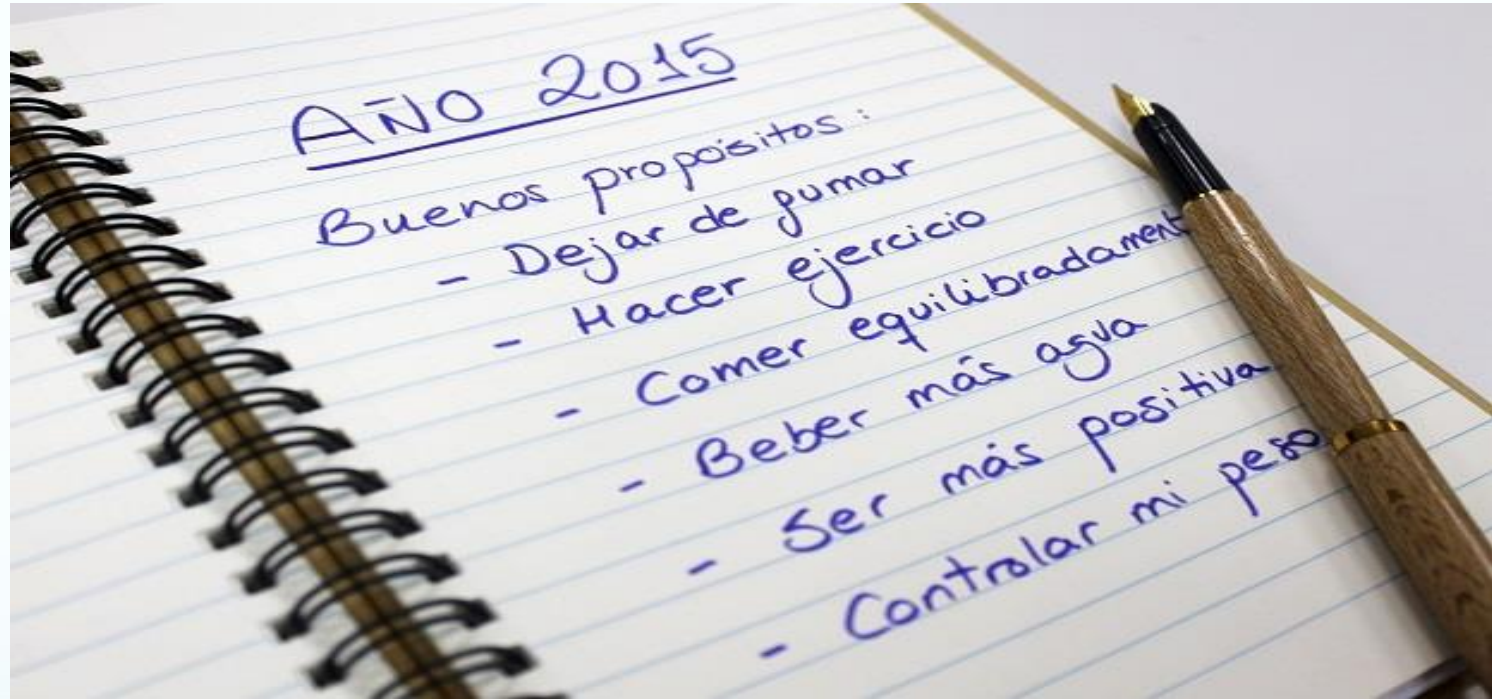 AÑO 2015
Buenos propósitos:
- Dejar de fumar
- Hacer ejercicio
- Comer equilibradament
- Beber más agua
- Ser más positiva
- Controlar mi peso